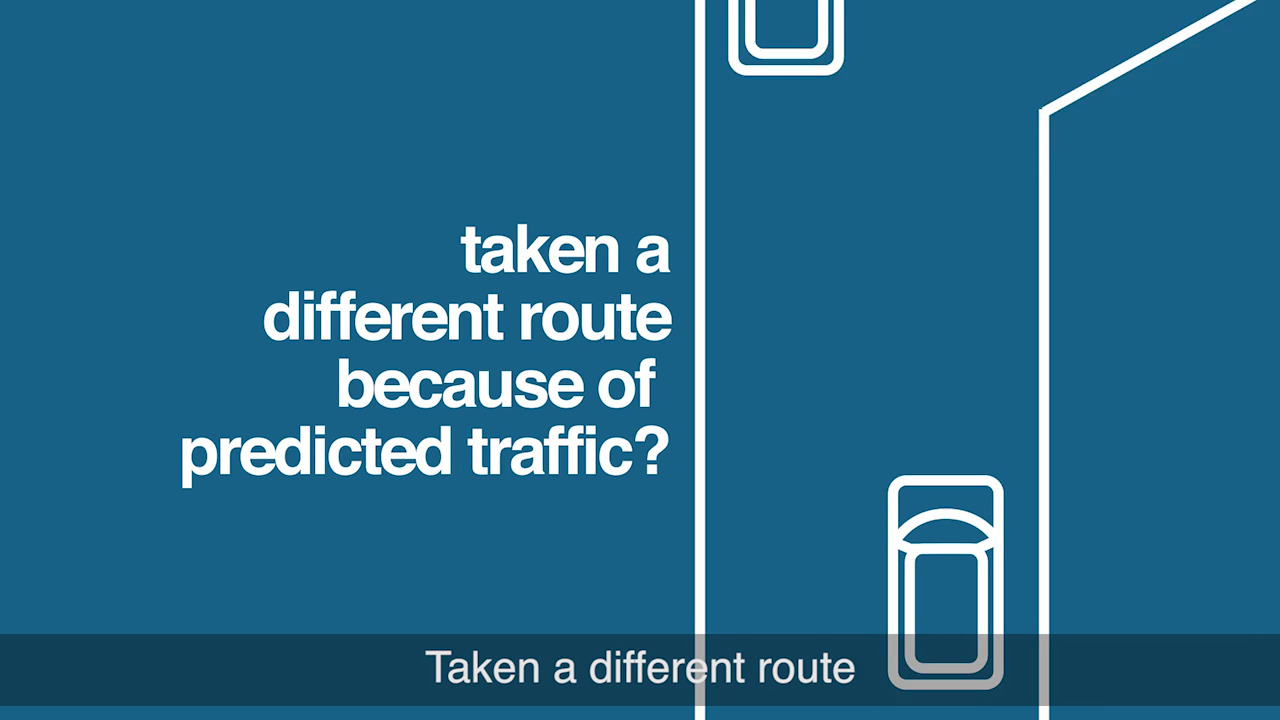 taken a
different route
because of
predicted traffic?
Taken a different route